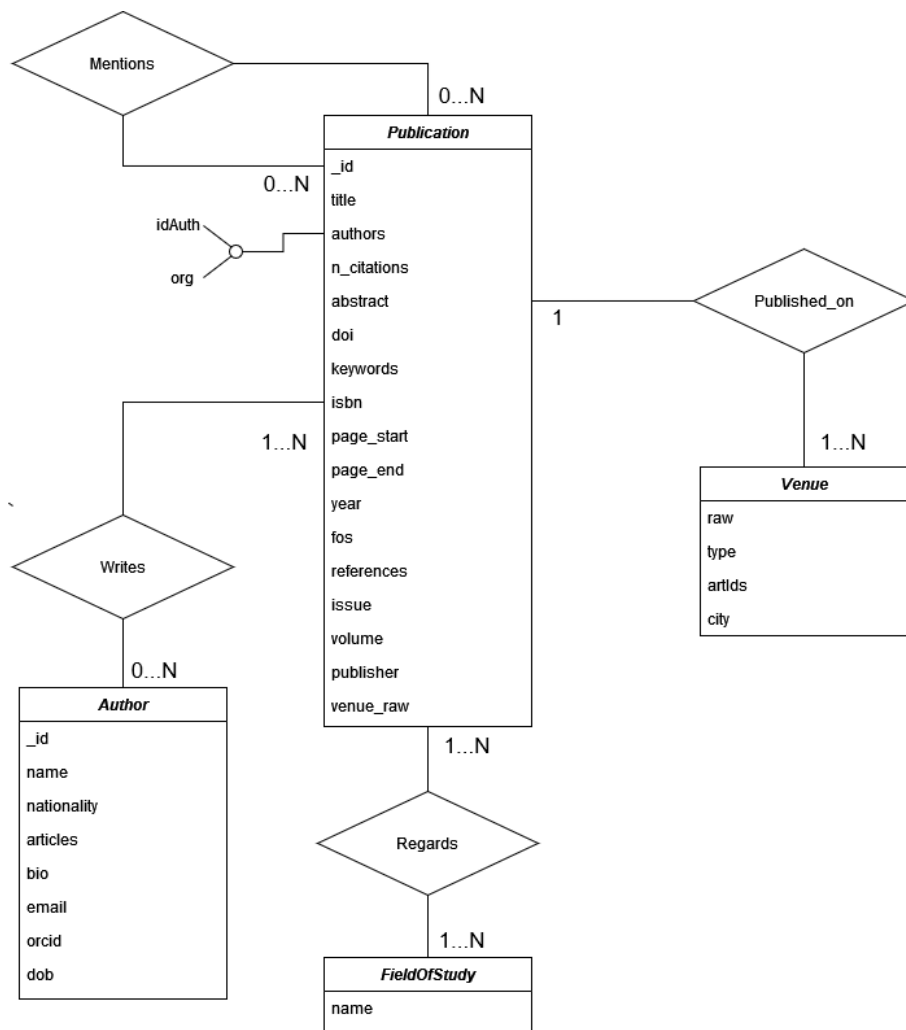 Mentions
0...N
Publication
_id
0...N
title
idAuth
authors
org
n_citations
abstract
doi
keywords
isbn
1...N
page_start
page_end
year
fos
references
issue
volume
publisher
venue_raw
1
Published_on
1...N
Venue
raw
type
artIds
city
Writes
0...N
Author
_id
name
nationality
articles
bio
email
orcid
dob
1...N
Regards
1...N
FieldOfStudy
name